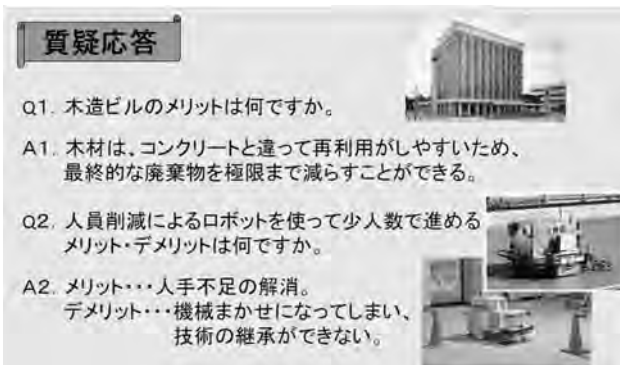 質疑応答
Q1. 木造ビルのメリットは何ですか。
A1. 木材は、コンクリートと違って再利用がしやすいため、
最終的な廃棄物を極限まで減らすことができる。
Q2. 人員削減によるロボットを使って少人数で進める
メリット・デメリットは何ですか。
A2. メリット・・・人手不足の解消。
デメリット・・・機械まかせになってしまい、
技術の継承ができない。